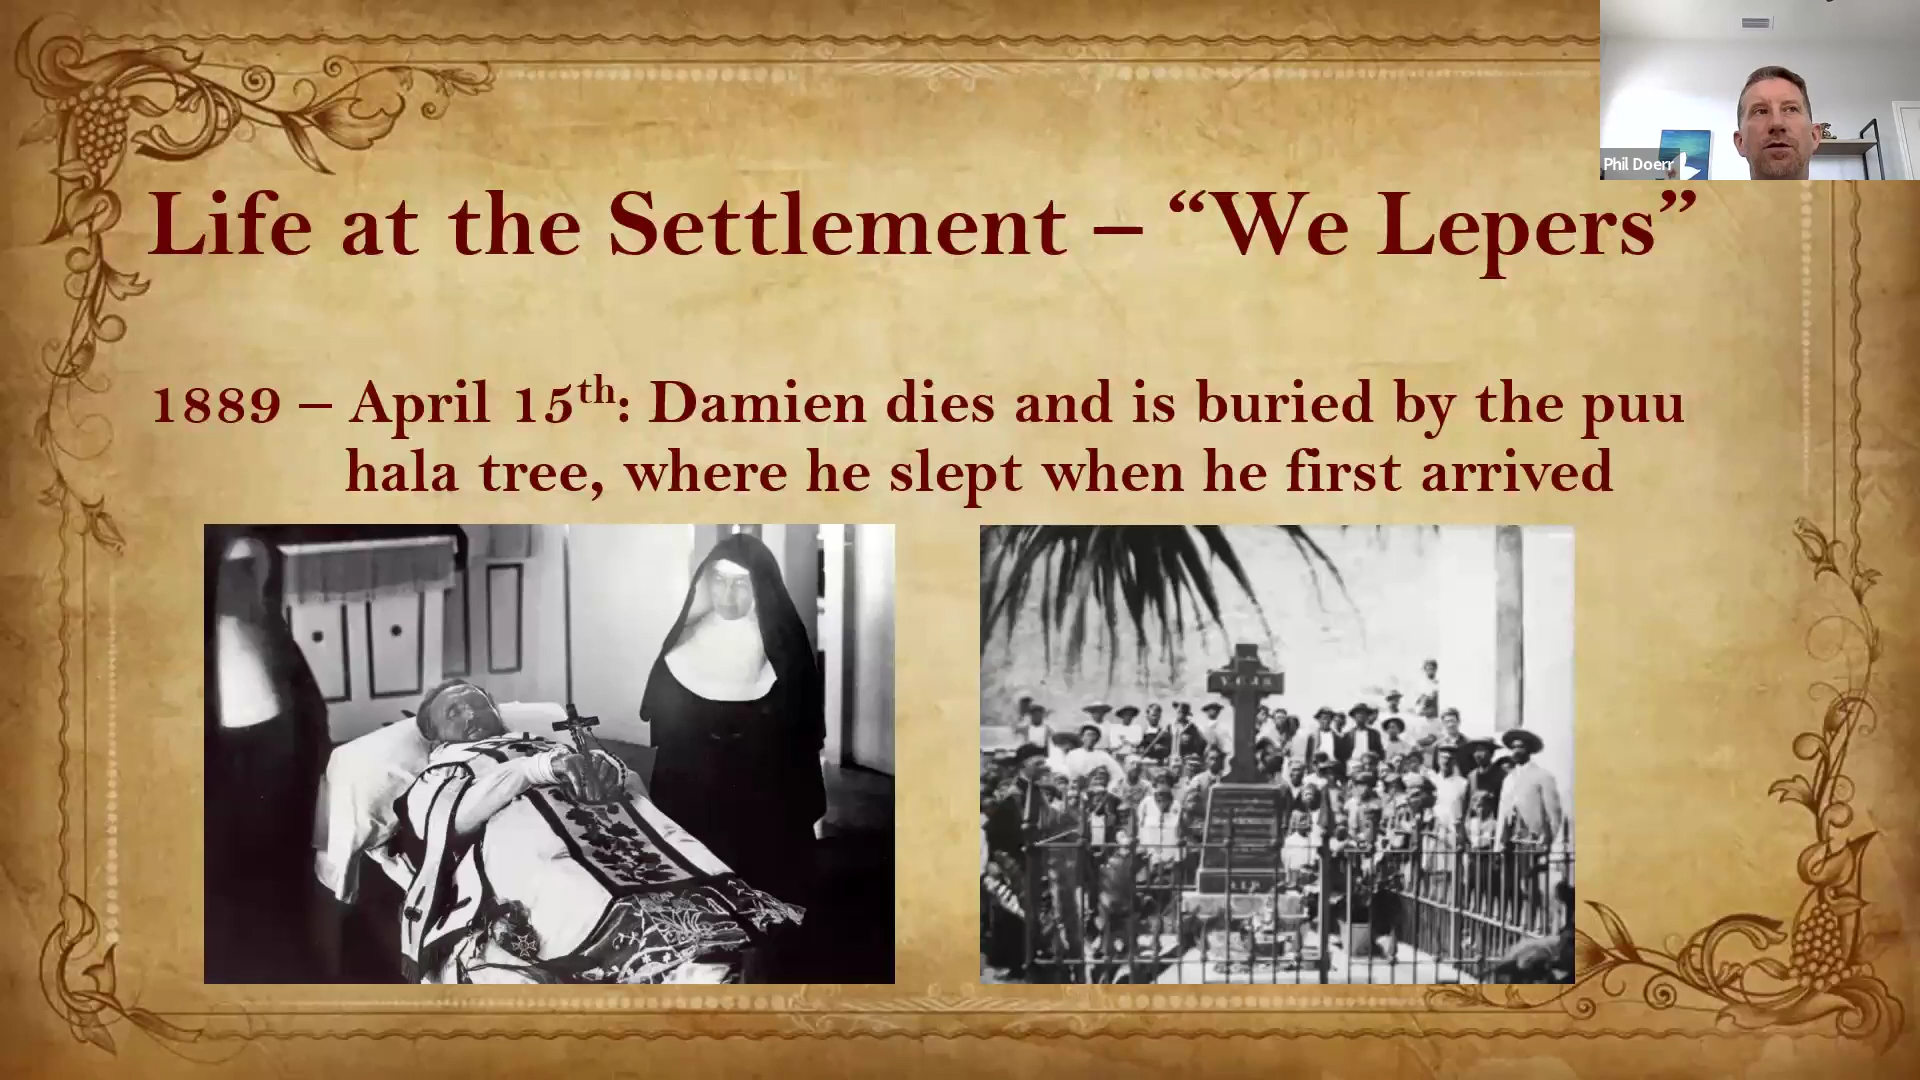 Phil Doerr
Life at the Settlement – “We Lepers”
1889 – April 15th: Damien dies and is buried by the puu
hala tree, where he slept when he first arrived
V.C.J.S
R.I.P.